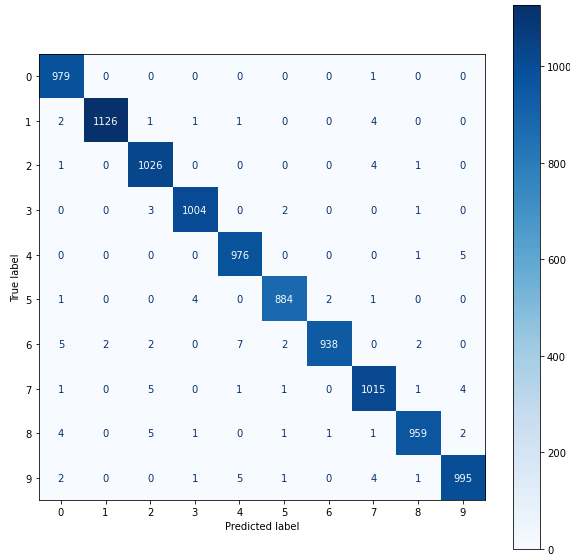 0 979 0 0 0 0 0 0 1 0 0
1 2 1126 1 1 1 0 0 4 0 0
2 1 0 1026 0 0 0 0 4 1 0
3 0 0 3 1004 0 2 0 0 1 0
4 0 0 0 0 976 0 0 0 1 5
5 1 0 0 4 0 884 2 1 0 0
6 5 2 2 0 7 2 938 0 2 0
7 1 0 5 0 1 1 0 1015 1 4
8 4 0 5 1 0 1 1 1 959 2
9 2 0 0 1 5 1 0 4 1 995
0 1 2 3 4 5 6 7 8 9
Predicted label
True label
1000
800
600
400
200
0